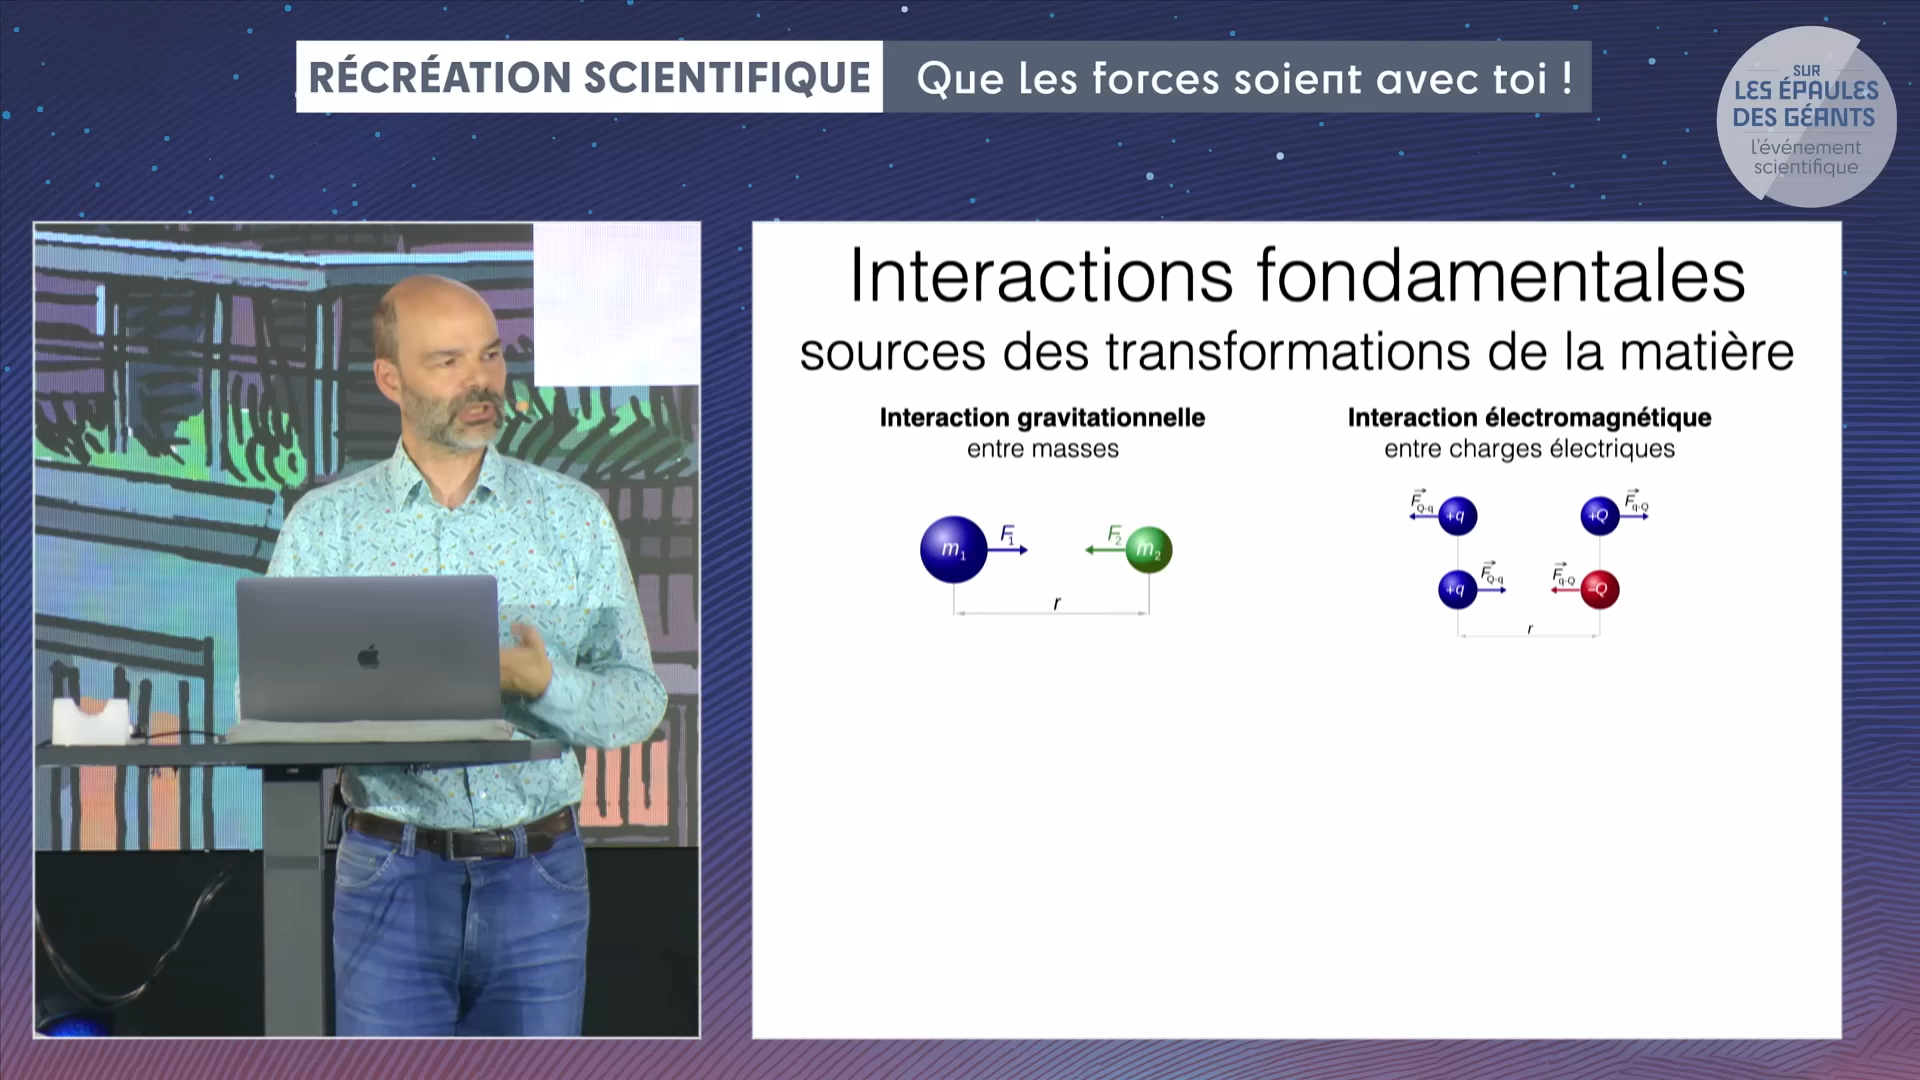 RÉCRÉATION SCIENTIFIQUE
Que les forces soient avec toi !
SUR
LES ÉPAULES
DES GÉANTS
l'événement
scientifique
Interactions fondamentales
sources des transformations de la matière
Interaction gravitationnelle
entre masses
m₁ F₁ F₂ m₂
r
Interaction électromagnétique
entre charges électriques
F Q-q +q +Q F q-Q
+q F Q-q F q-Q -Q
r